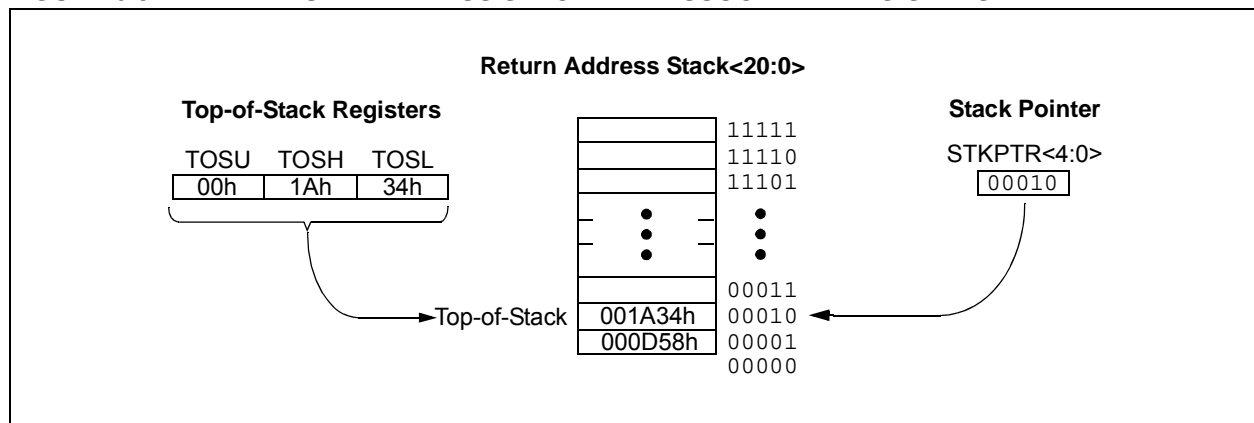 Return Address Stack<20:0>
Top-of-Stack Registers
Stack Pointer
TOSU TOSH TOSL
STKPTR<4:0>
00h 1Ah 34h
00010
11111
11110
11101
00011
Top-of-Stack 001A34h 00010
000D58h 00001
00000